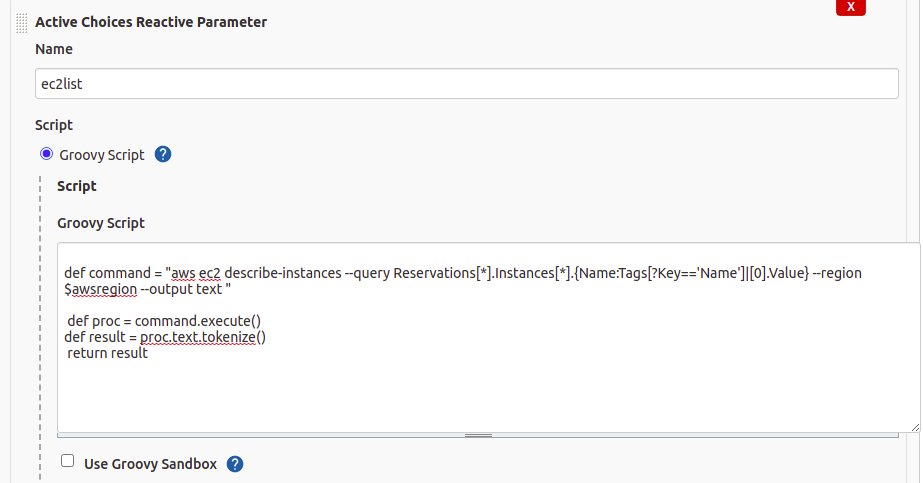 X
Active Choices Reactive Parameter
Name
ec2list
Script
Groovy Script ?
Script
Groovy Script
def command = "aws ec2 describe-instances --query Reservations[*].Instances[*].{Name:Tags[?Key=='Name']|[0].Value} --region
$awsregion --output text "
def proc = command.execute()
def result = proc.text.tokenize()
return result
Use Groovy Sandbox ?